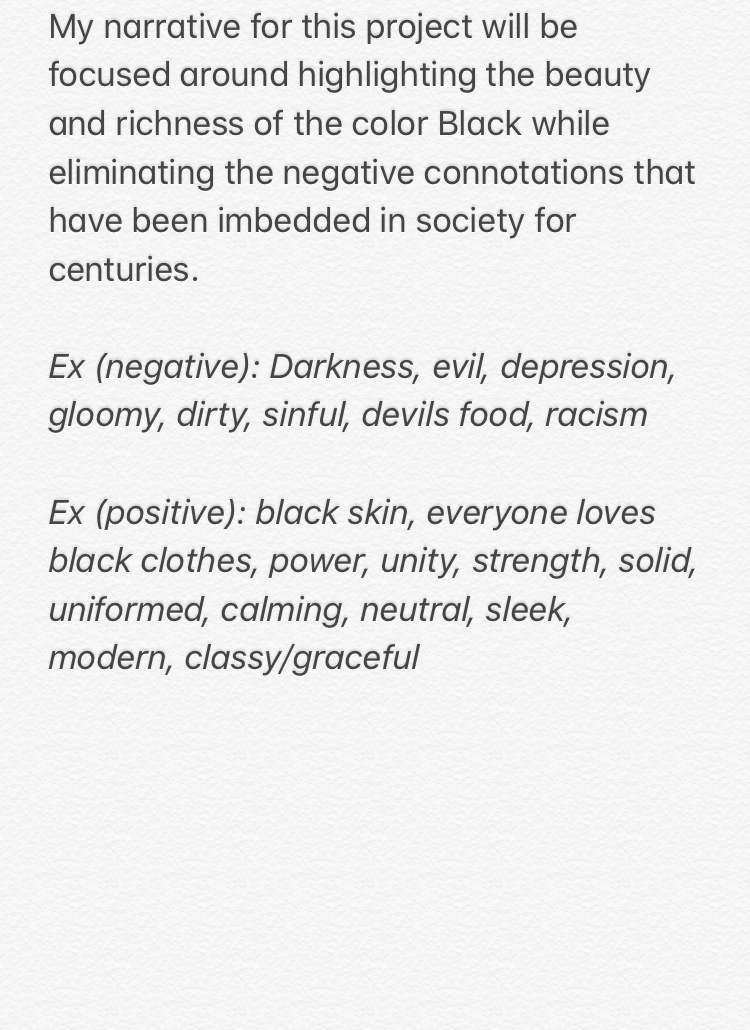 My narrative for this project will be
focused around highlighting the beauty
and richness of the color Black while
eliminating the negative connotations that
have been imbedded in society for
centuries.
Ex (negative): Darkness, evil, depression,
gloomy, dirty, sinful, devils food, racism
Ex (positive): black skin, everyone loves
black clothes, power, unity, strength, solid,
uniformed, calming, neutral, sleek,
modern, classy/graceful